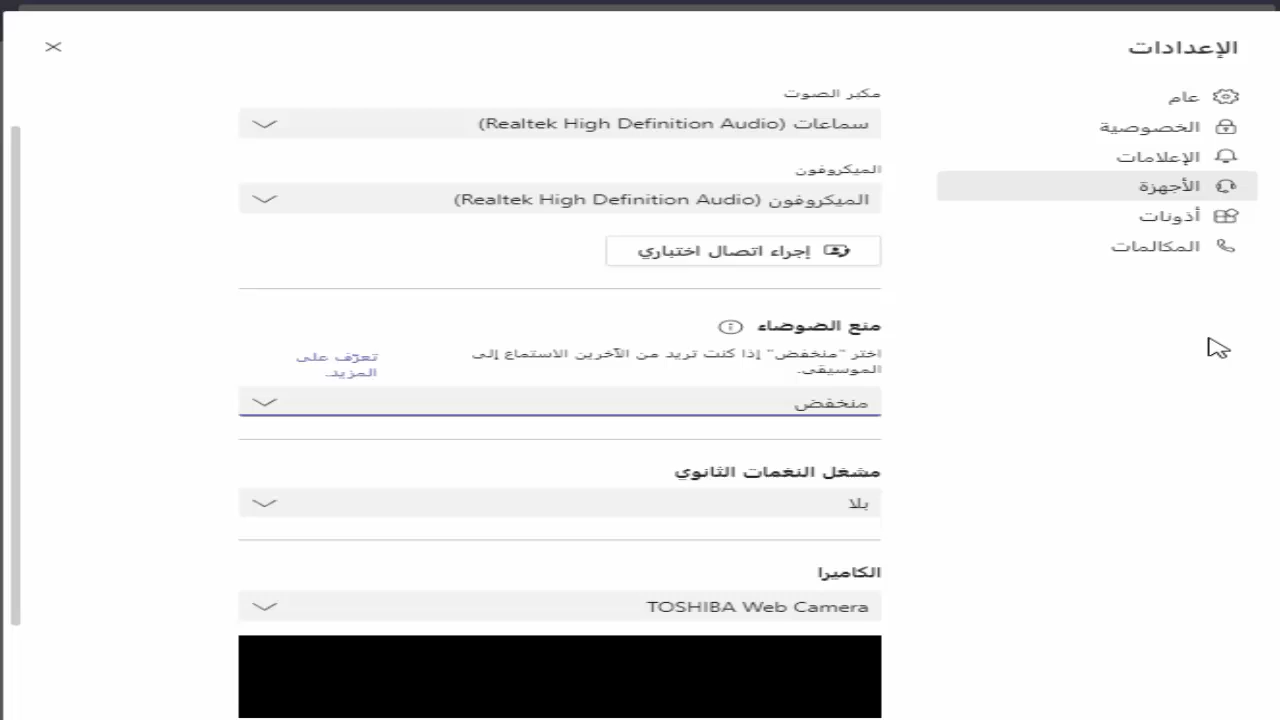 الإعدادات
عام
الخصوصية
الإعلامات
الأجهزة
أذونات
المكالمات
مكبر الصوت
سماعات (Realtek High Definition Audio)
الميكروفون
الميكروفون (Realtek High Definition Audio)
إجراء اتصال اختباري
منع الضوضاء
اختر "منخفض" إذا كنت تريد من الآخرين الاستماع إلى
الموسيقى.
تعرّف على
المزيد.
منخفض
مشغل النغمات الثانوي
بلا
الكاميرا
TOSHIBA Web Camera